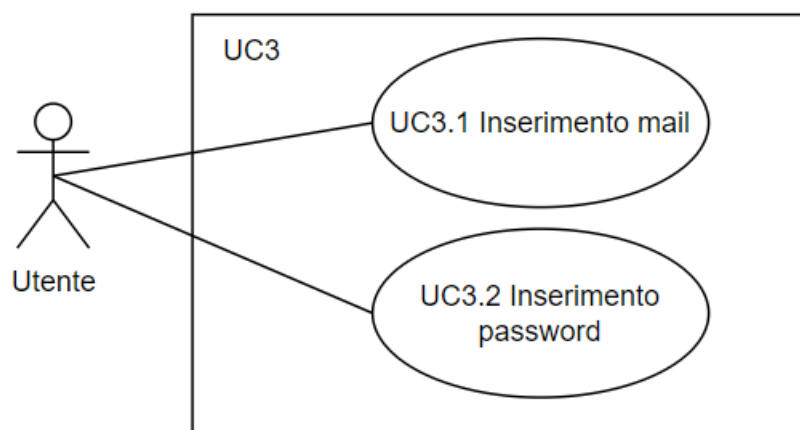 UC3
UC3.1 Inserimento mail
Utente
UC3.2 Inserimento
password